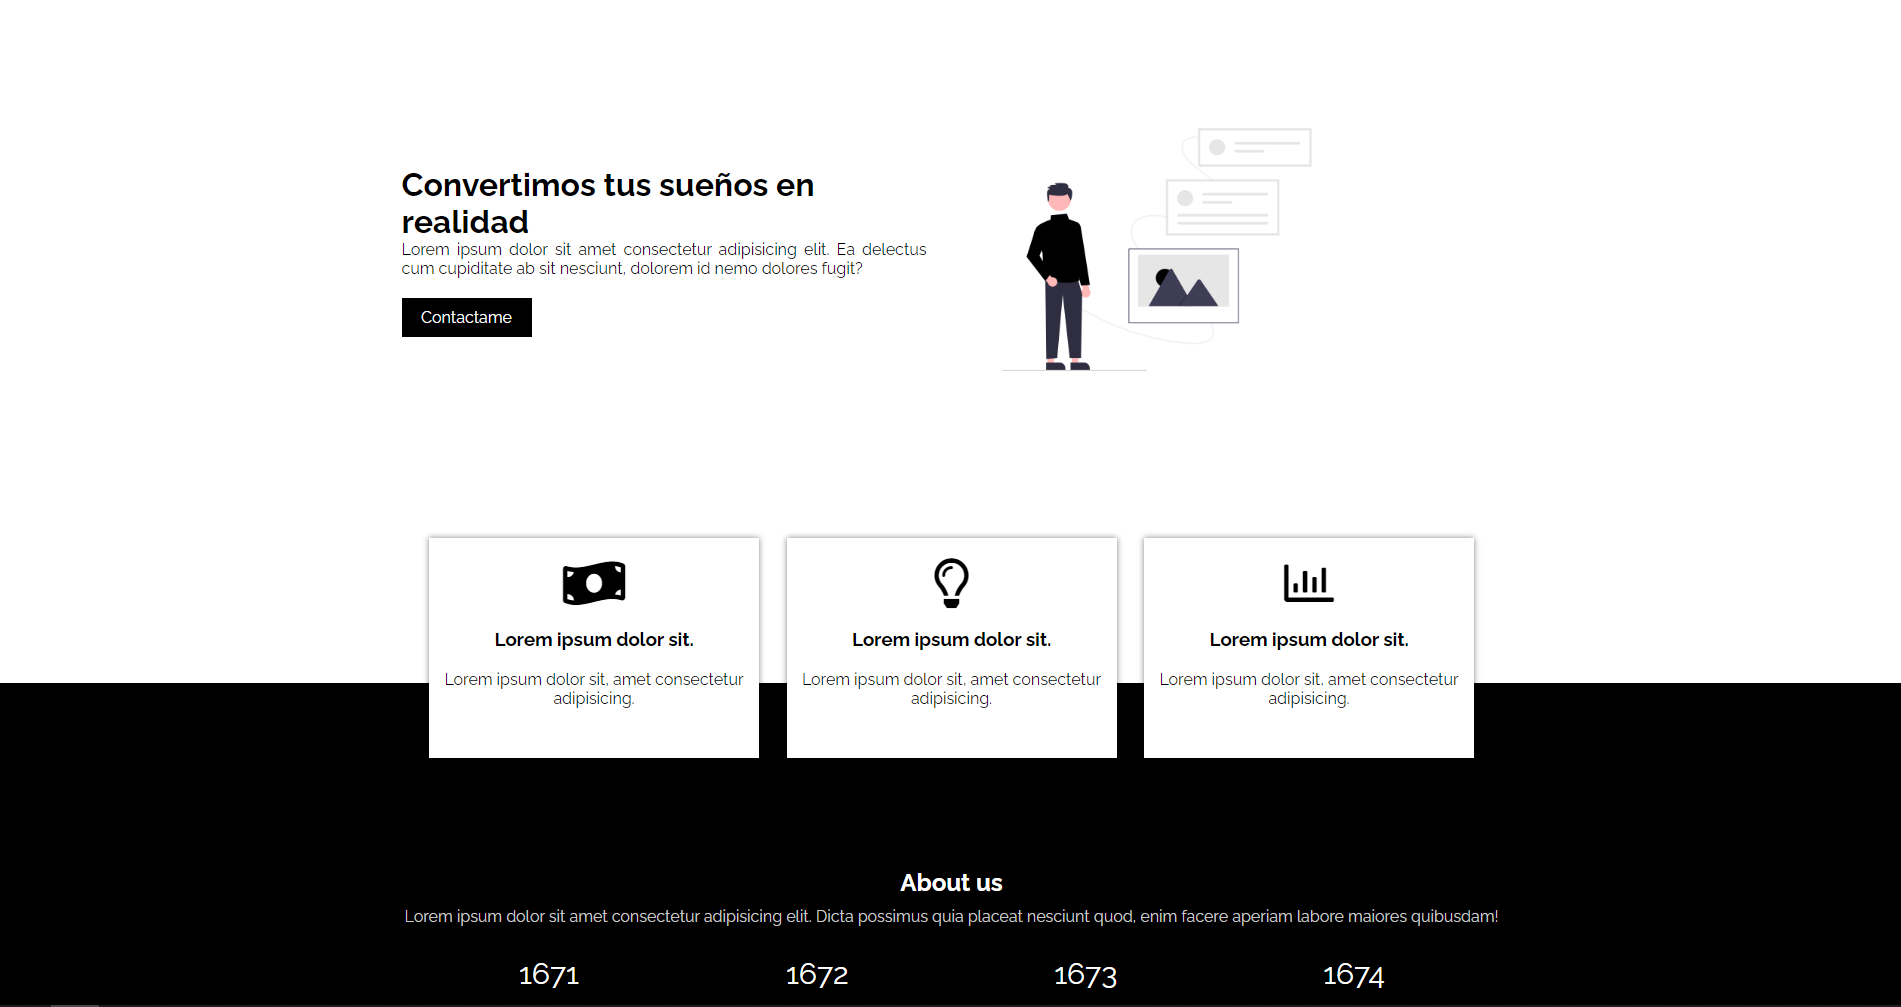 Convertimos tus sueños en
realidad
Lorem ipsum dolor sit amet consectetur adipisicing elit. Ea delectus
cum cupiditate ab sit nesciunt, dolorem id nemo dolores fugit?
Contactame
Lorem ipsum dolor sit.
Lorem ipsum dolor sit, amet consectetur
adipisicing.
Lorem ipsum dolor sit.
Lorem ipsum dolor sit, amet consectetur
adipisicing.
Lorem ipsum dolor sit.
Lorem ipsum dolor sit, amet consectetur
adipisicing.
About us
Lorem ipsum dolor sit amet consectetur adipisicing elit. Dicta possimus quia placeat nesciunt quod, enim facere aperiam labore maiores quibusdam!
1671 1672 1673 1674